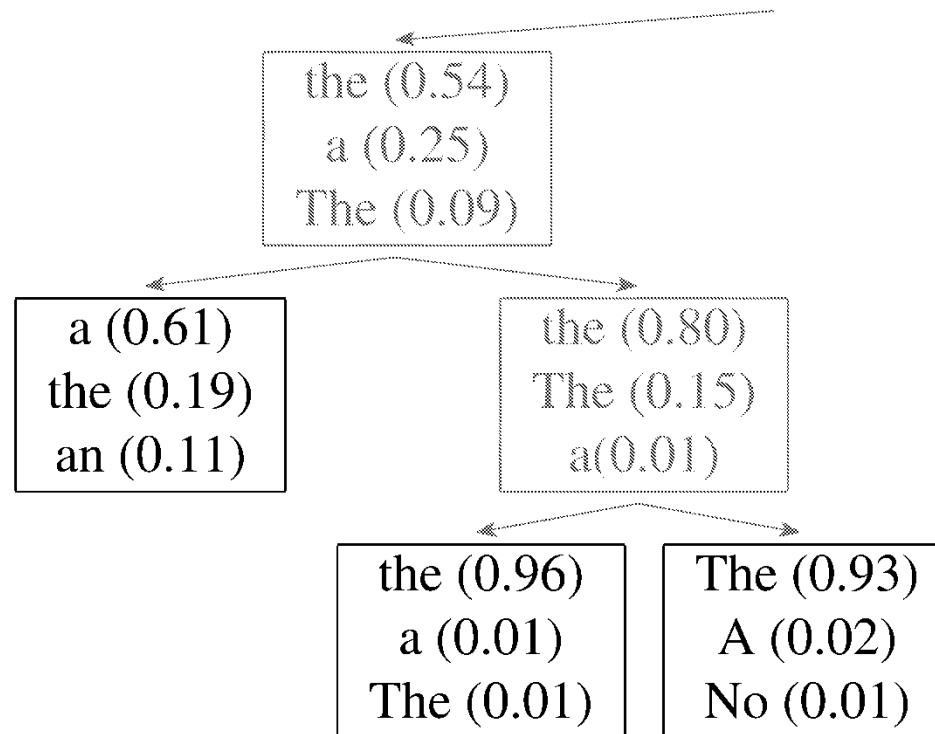 the (0.54)
a (0.25)
The (0.09)
a (0.61)
the (0.19)
an (0.11)
the (0.80)
The (0.15)
a(0.01)
the (0.96)
a (0.01)
The (0.01)
The (0.93)
A (0.02)
No (0.01)